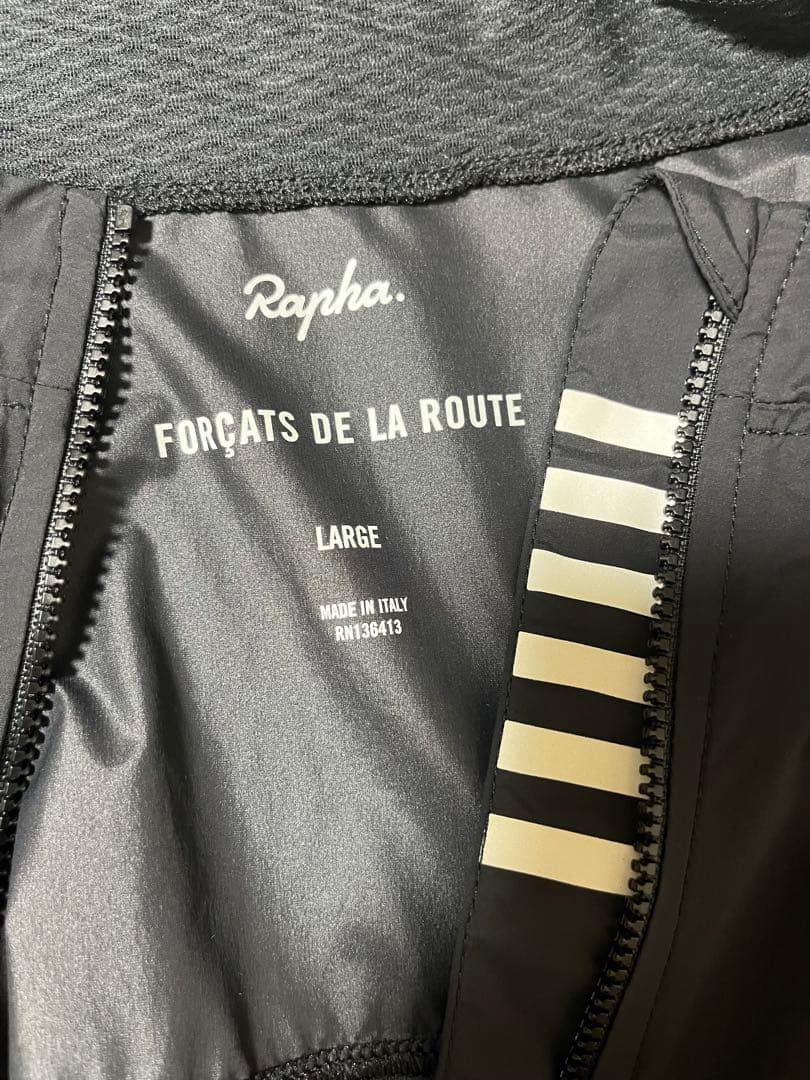 Rapha.
FORÇATS DE LA ROUTE
LARGE
MADE IN ITALY
RN136413